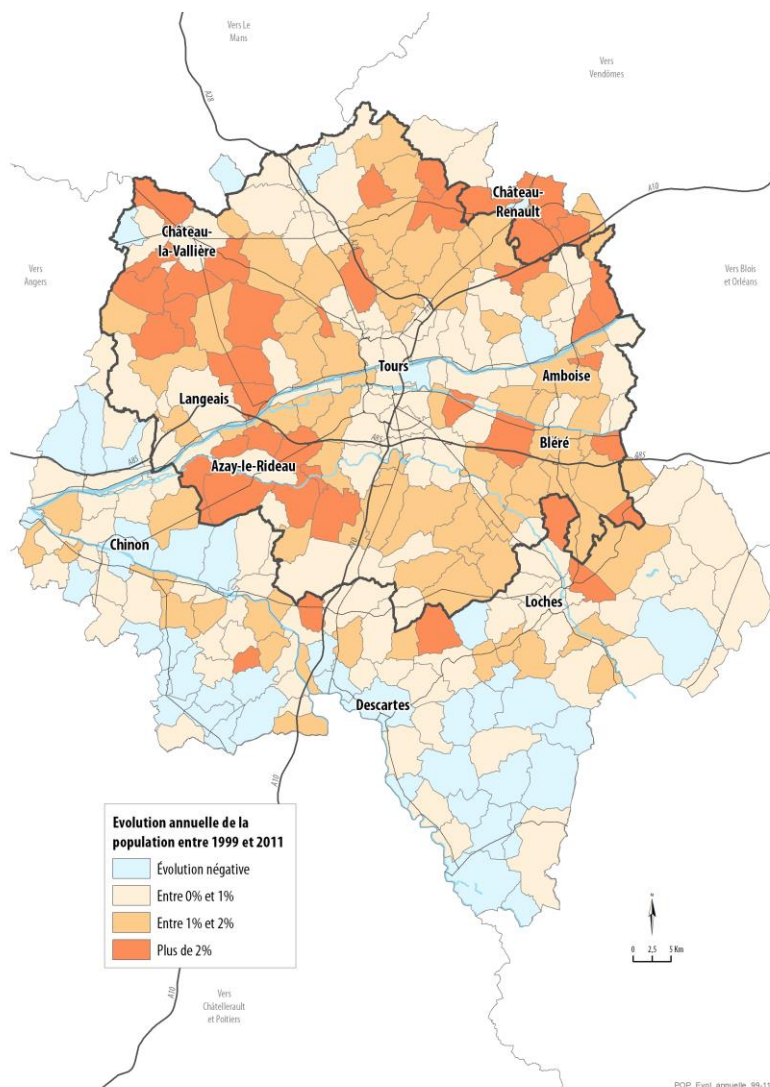 Vers Le
Mans
Vers
Vendômes
A28
A10
Château-
Renault
Château-
la-Vallière
Vers
Angers
Vers Blois
et Orléans
Tours
Amboise
Langeais
Bléré
A85
A85
A85
Azay-le-Rideau
A10
Chinon
Loches
Descartes
A10
Evolution annuelle de la
population entre 1999 et 2011
Évolution négative
Entre 0% et 1%
Entre 1% et 2%
Plus de 2%
N
0 2,5 5 Km
A10
Vers
Châtellerault
et Poitiers